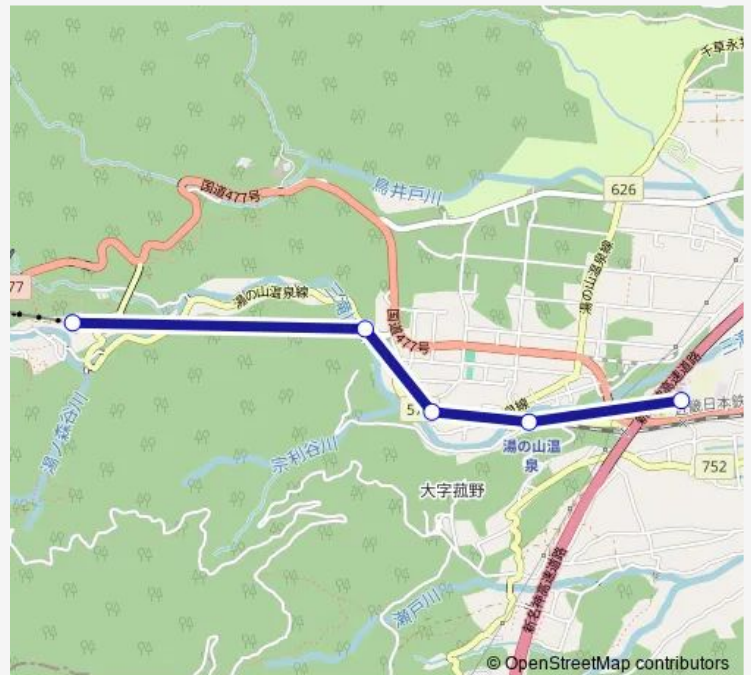 千草永井
国道477号
鳥井戸川
626
77
湯の山温泉線
湯の山温泉線
国道477号
湯ノ森谷川
宗利谷川
湯の山温
泉
近畿日本鉄
752
大字菰野
瀬戸川
新名神高速道路
© OpenStreetMap contributors